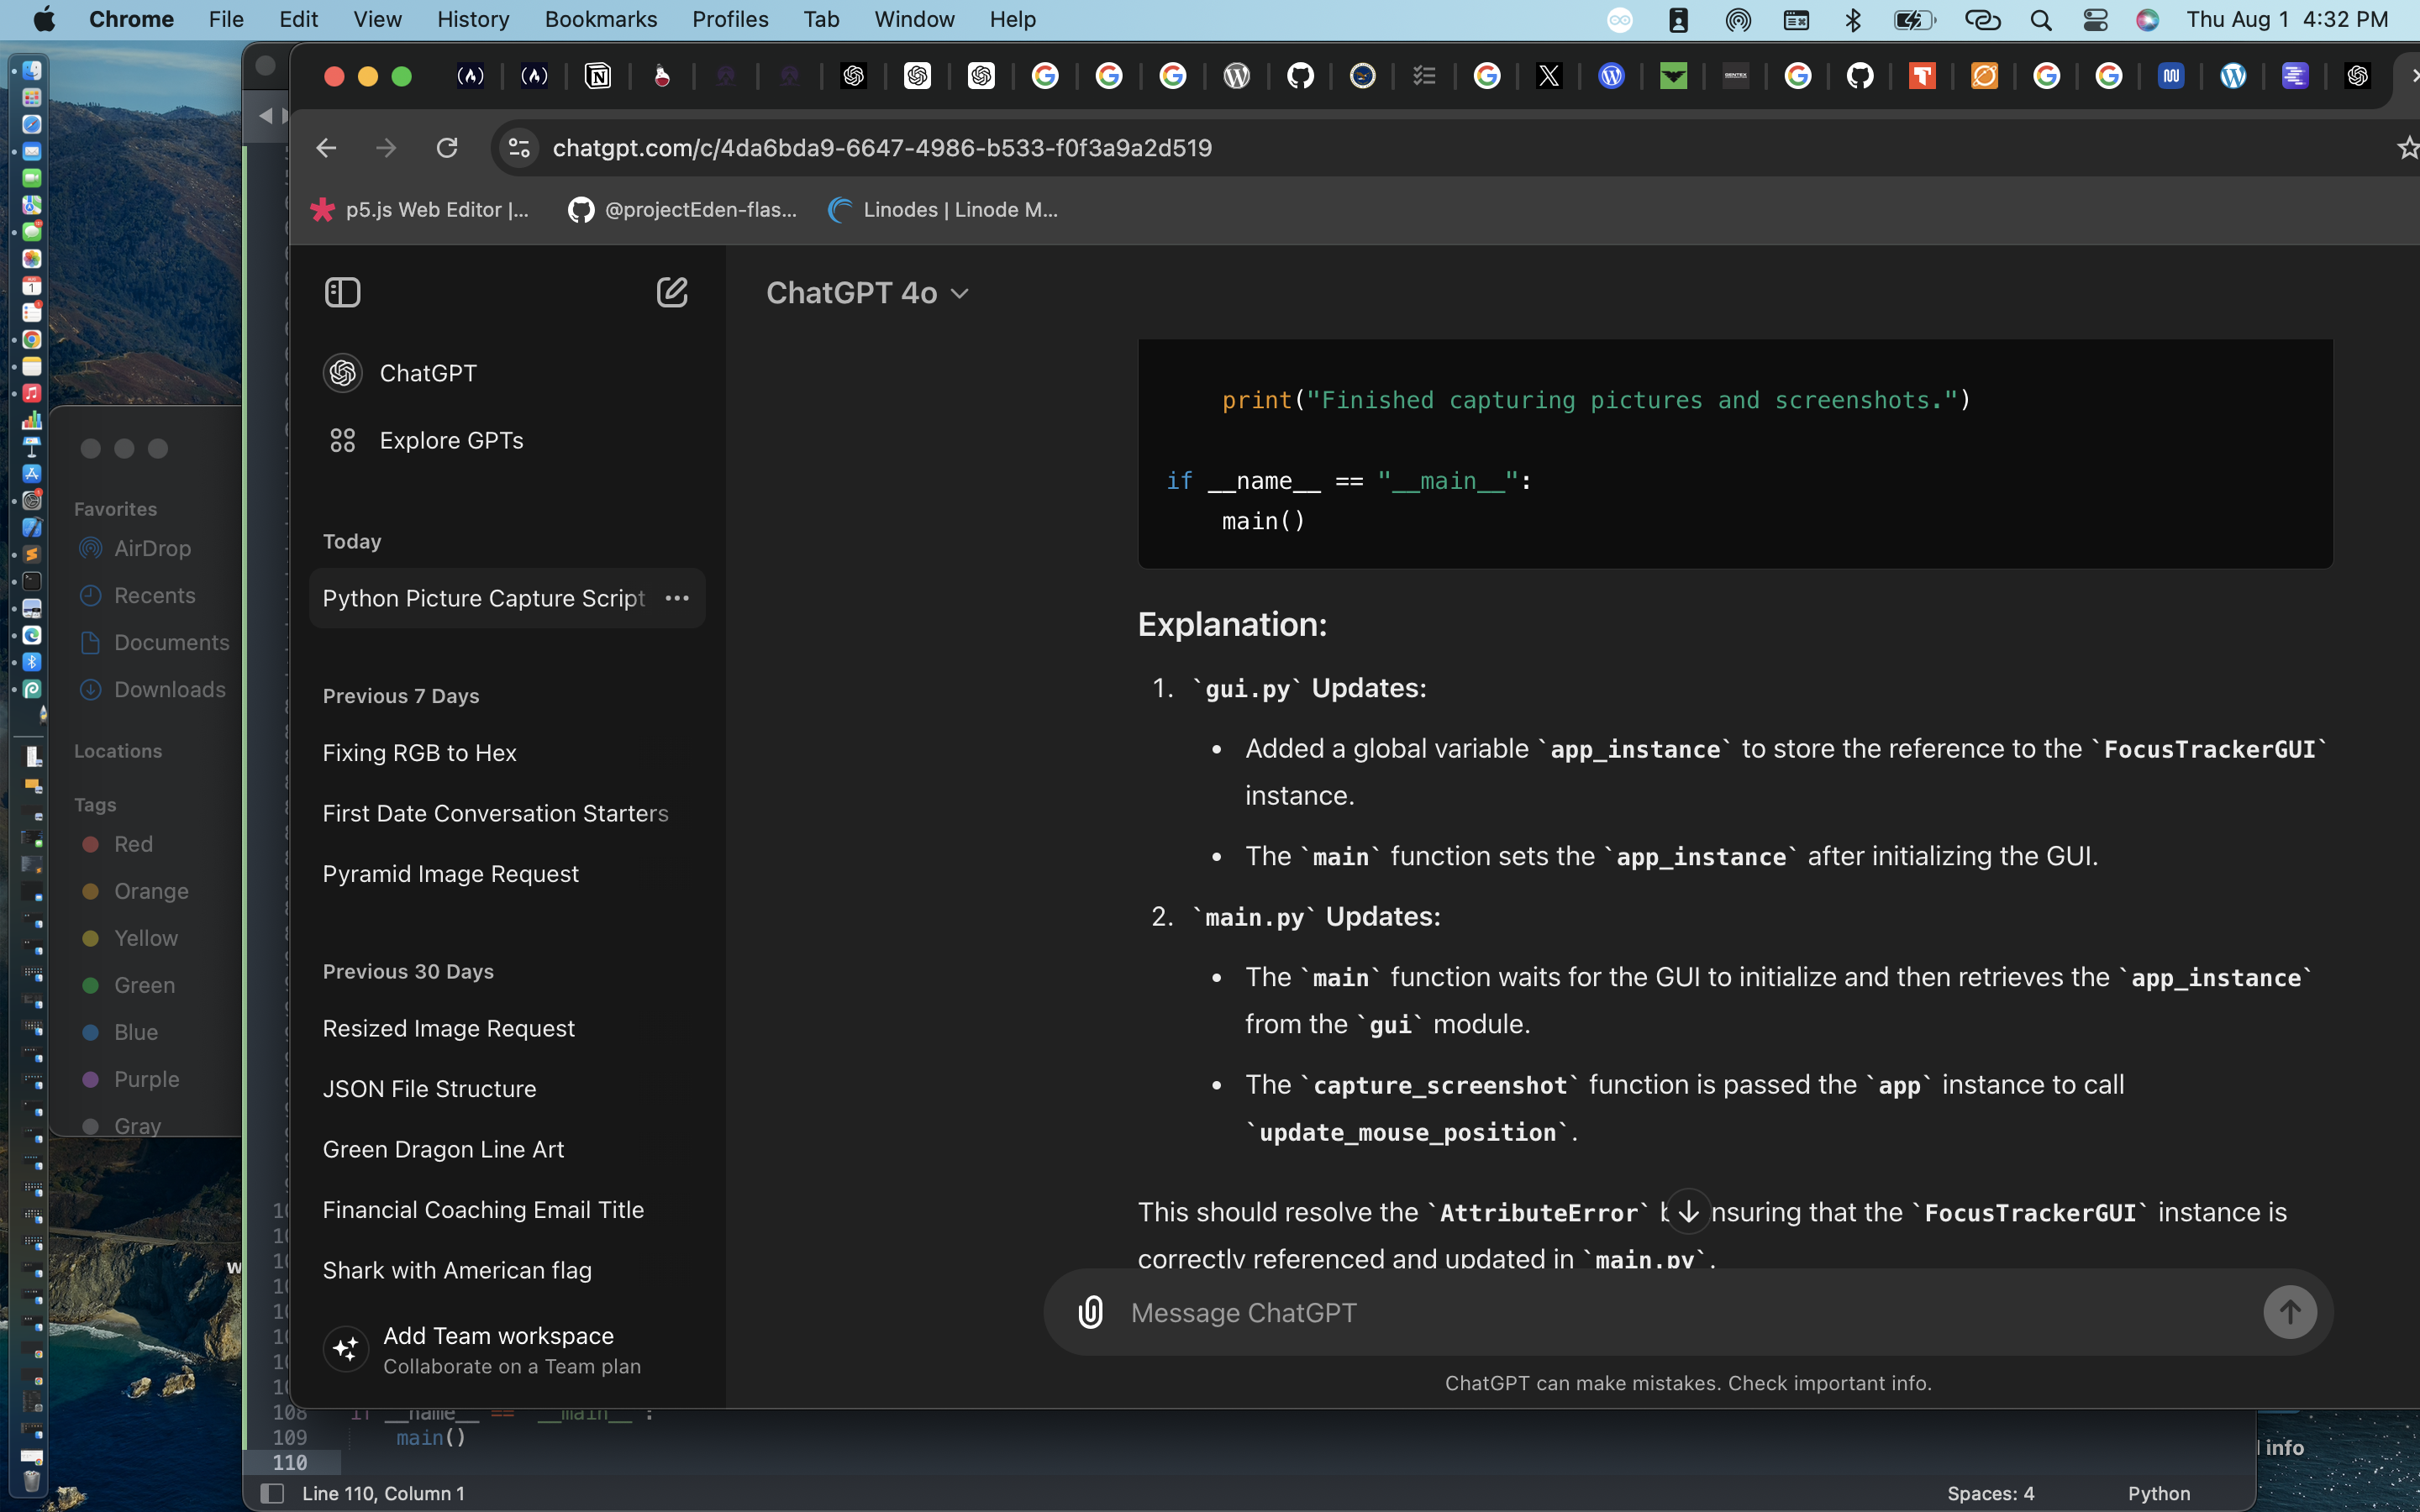 Chrome File Edit View History Bookmarks Profiles Tab Window Help Thu Aug 1 4:32 PM
chatgpt.com/c/4da6bda9-6647-4986-b533-f0f3a9a2d519
p5.js Web Editor |... @projectEden-flas... Linodes | Linode M...
ChatGPT 4o
ChatGPT
Explore GPTs
Today
Python Picture Capture Script
Previous 7 Days
Fixing RGB to Hex
First Date Conversation Starters
Pyramid Image Request
Previous 30 Days
Resized Image Request
JSON File Structure
Green Dragon Line Art
Financial Coaching Email Title
Shark with American flag
Add Team workspace
Collaborate on a Team plan
print("Finished capturing pictures and screenshots.")
if __name__ == "__main__":
main()
Explanation:
1. `gui.py` Updates:
• Added a global variable `app_instance` to store the reference to the `FocusTrackerGUI`
instance.
• The `main` function sets the `app_instance` after initializing the GUI.
2. `main.py` Updates:
• The `main` function waits for the GUI to initialize and then retrieves the `app_instance`
from the `gui` module.
• The `capture_screenshot` function is passed the `app` instance to call
`update_mouse_position`.
This should resolve the `AttributeError` nsuring that the `FocusTrackerGUI` instance is
correctly referenced and updated in `main.py`.
Message ChatGPT
ChatGPT can make mistakes. Check important info.
Favorites
AirDrop
Recents
Documents
Downloads
Locations
Tags
Red
Orange
Yellow
Green
Blue
Purple
Gray
108 if __name__ == "__main__":
109 main()
110
info
Line 110, Column 1 Spaces: 4 Python